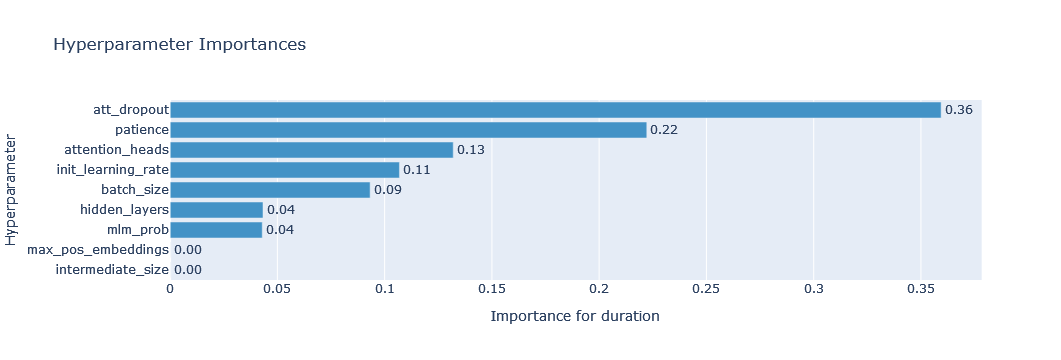 Hyperparameter Importances
Hyperparameter
att_dropout 0.36
patience 0.22
attention_heads 0.13
init_learning_rate 0.11
batch_size 0.09
hidden_layers 0.04
mlm_prob 0.04
max_pos_embeddings 0.00
intermediate_size 0.00
0 0.05 0.1 0.15 0.2 0.25 0.3 0.35
Importance for duration